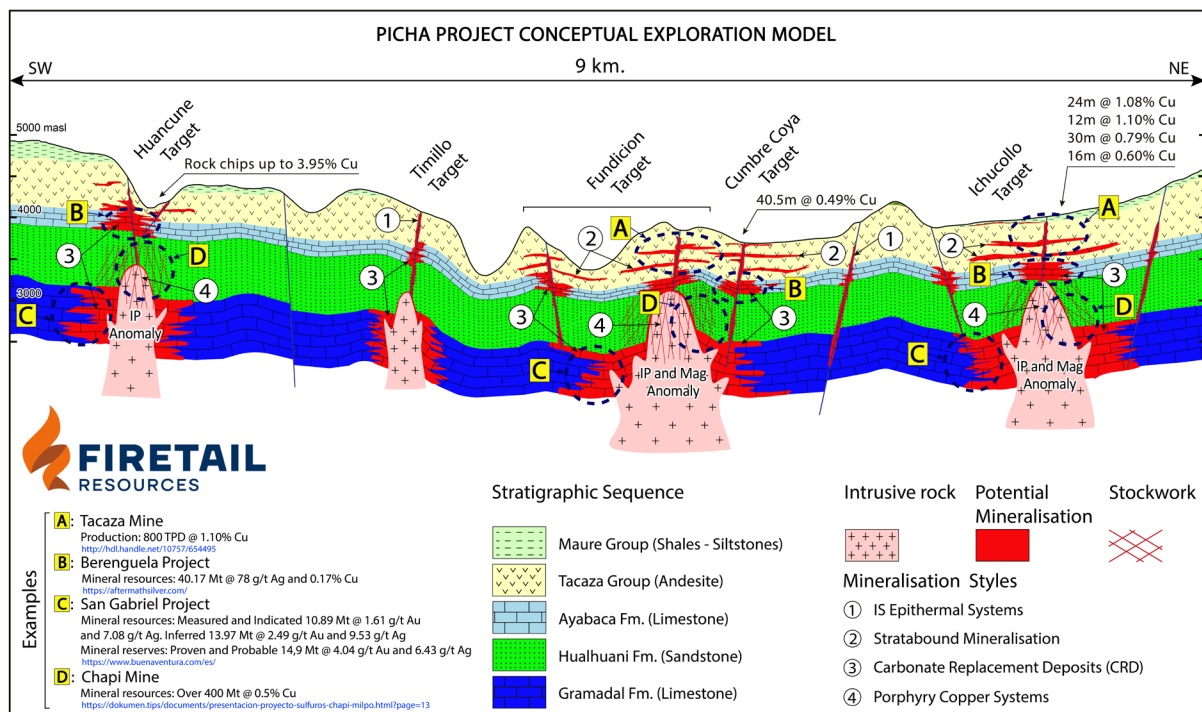 PICHA PROJECT CONCEPTUAL EXPLORATION MODEL
9 km.
SW
NE
5000 masl
4000
3000
Huancune
Target
Rock chips up to 3.95% Cu
Timillo
Target
Fundicion
Target
Cumbre Coya
Target
40.5m @ 0.49% Cu
Ichucollo
Target
24m @ 1.08% Cu
12m @ 1.10% Cu
30m @ 0.79% Cu
16m @ 0.60% Cu
B
3
D
4
C
IP
Anomaly
1
3
A
2
3
D
4
B
3
C
IP and Mag
Anomaly
2
1
A
2
B
3
D
4
C
IP and Mag
Anomaly
FIRETAIL
RESOURCES
Examples
A: Tacaza Mine
Production: 800 TPD @ 1.10% Cu
http://hdl.handle.net/10757/654495
B: Berenguela Project
Mineral resources: 40.17 Mt @ 78 g/t Ag and 0.17% Cu
https://aftermathsilver.com/
C: San Gabriel Project
Mineral resources: Measured and Indicated 10.89 Mt @ 1.61 g/t Au
and 7.08 g/t Ag. Inferred 13.97 Mt @ 2.49 g/t Au and 9.53 g/t Ag
Mineral reserves: Proven and Probable 14,9 Mt @ 4.04 g/t Au and 6.43 g/t Ag
https://www.buenaventura.com/es/
D: Chapi Mine
Mineral resources: Over 400 Mt @ 0.5% Cu
https://dokumen.tips/documents/presentacion-proyecto-sulfuros-chapi-milpo.html?page=13
Stratigraphic Sequence
Maure Group (Shales - Siltstones)
Tacaza Group (Andesite)
Ayabaca Fm. (Limestone)
Hualhuani Fm. (Sandstone)
Gramadal Fm. (Limestone)
Intrusive rock
Potential
Mineralisation
Stockwork
Mineralisation Styles
1 IS Epithermal Systems
2 Stratabound Mineralisation
3 Carbonate Replacement Deposits (CRD)
4 Porphyry Copper Systems